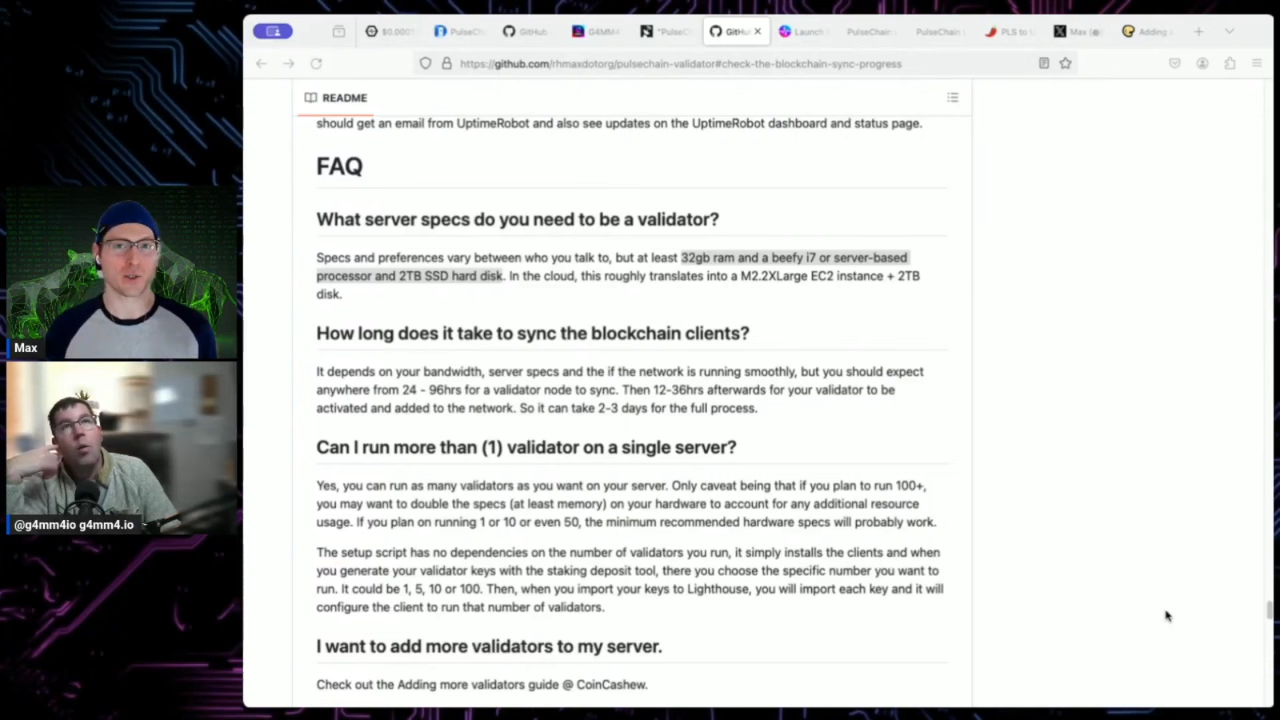 $0.000
PulseCh
GitHub
G4MM4
"PulseCh
GitHu
Launch
PulseChain
PulseChain
PLS to
Max (@
Adding
https://github.com/rhmaxdotorg/pulsechain-validator#check-the-blockchain-sync-progress
README
should get an email from UptimeRobot and also see updates on the UptimeRobot dashboard and status page.
FAQ
What server specs do you need to be a validator?
Specs and preferences vary between who you talk to, but at least 32gb ram and a beefy i7 or server-based
processor and 2TB SSD hard disk. In the cloud, this roughly translates into a M2.2XLarge EC2 instance + 2TB
disk.
How long does it take to sync the blockchain clients?
It depends on your bandwidth, server specs and the if the network is running smoothly, but you should expect
anywhere from 24 - 96hrs for a validator node to sync. Then 12-36hrs afterwards for your validator to be
activated and added to the network. So it can take 2-3 days for the full process.
Can I run more than (1) validator on a single server?
Yes, you can run as many validators as you want on your server. Only caveat being that if you plan to run 100+,
you may want to double the specs (at least memory) on your hardware to account for any additional resource
usage. If you plan on running 1 or 10 or even 50, the minimum recommended hardware specs will probably work.
The setup script has no dependencies on the number of validators you run, it simply installs the clients and when
you generate your validator keys with the staking deposit tool, there you choose the specific number you want to
run. It could be 1, 5, 10 or 100. Then, when you import your keys to Lighthouse, you will import each key and it will
configure the client to run that number of validators.
I want to add more validators to my server.
Check out the Adding more validators guide @ CoinCashew.
Max
@g4mm4io g4mm4.io